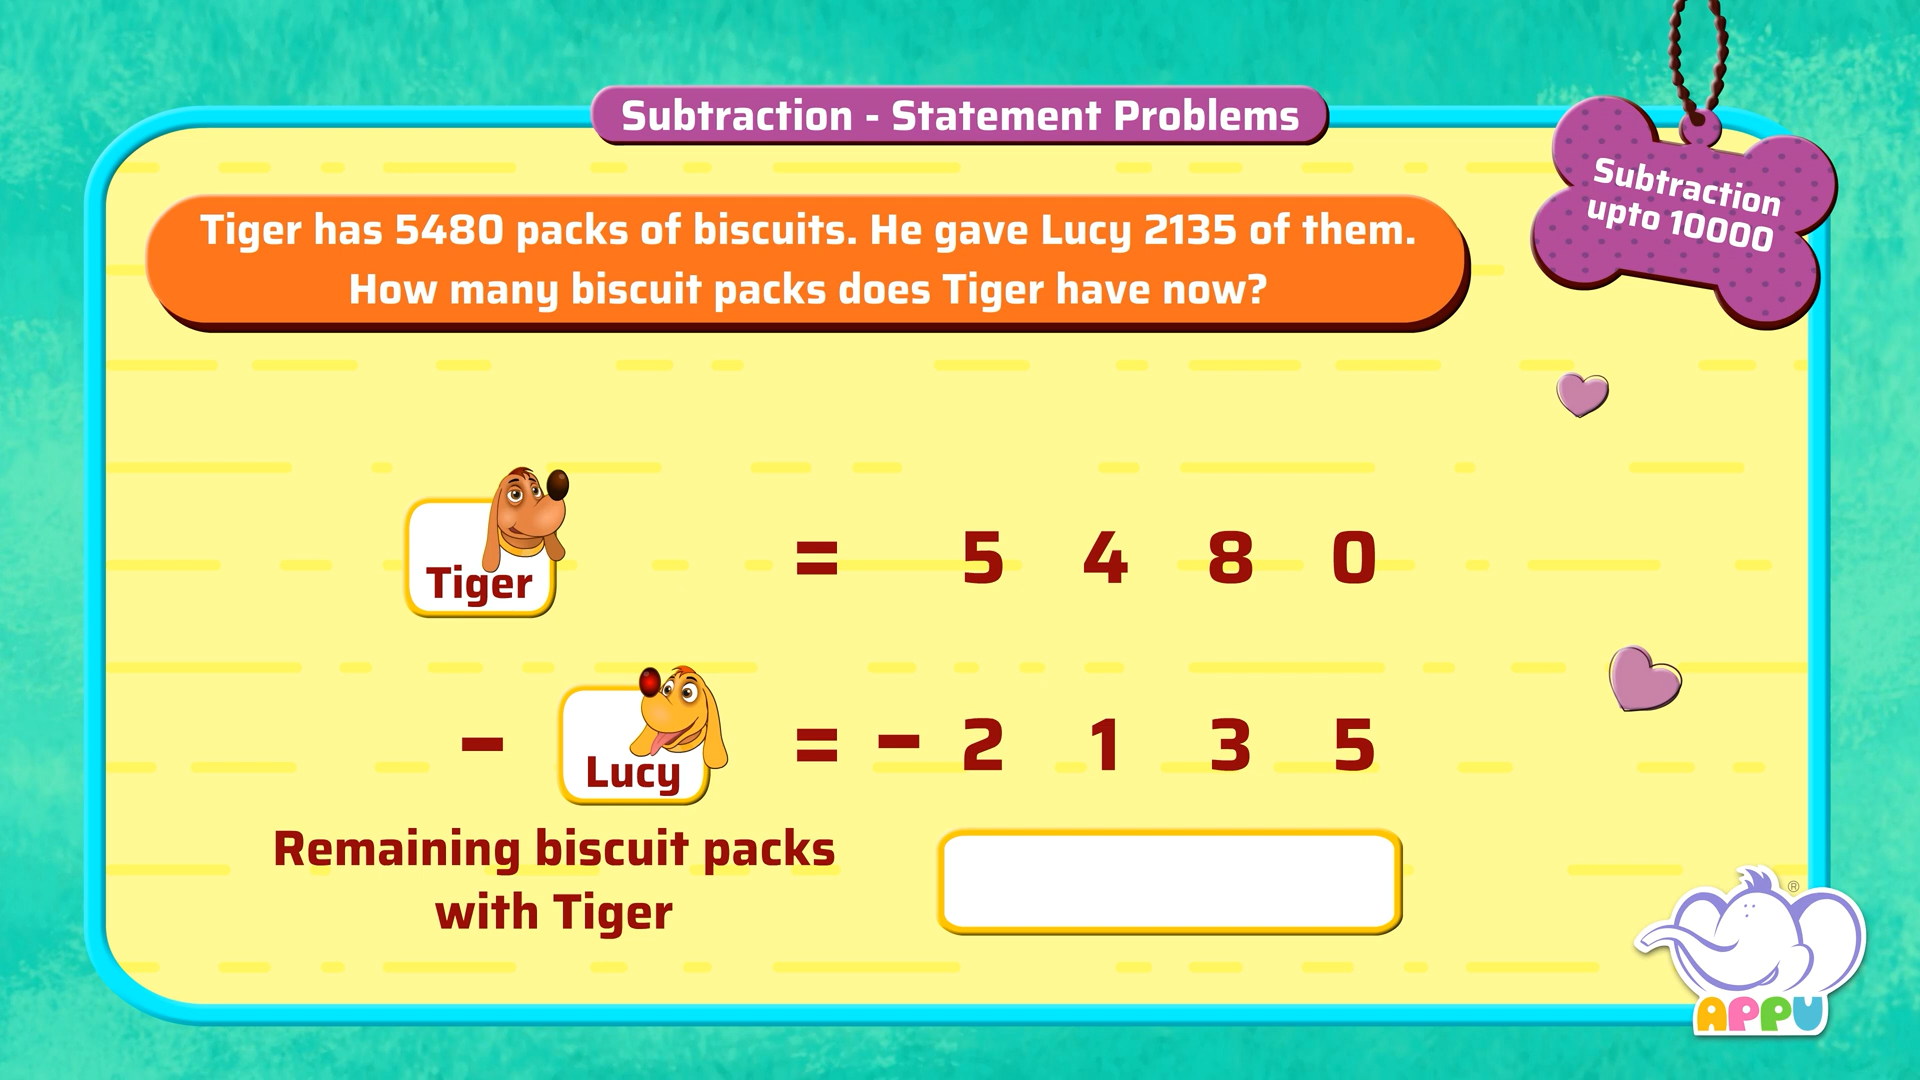 Subtraction - Statement Problems
Subtraction
upto 10000
Tiger has 5480 packs of biscuits. He gave Lucy 2135 of them.
How many biscuit packs does Tiger have now?
Tiger = 5 4 8 0
- Lucy = - 2 1 3 5
Remaining biscuit packs
with Tiger
®
APPU